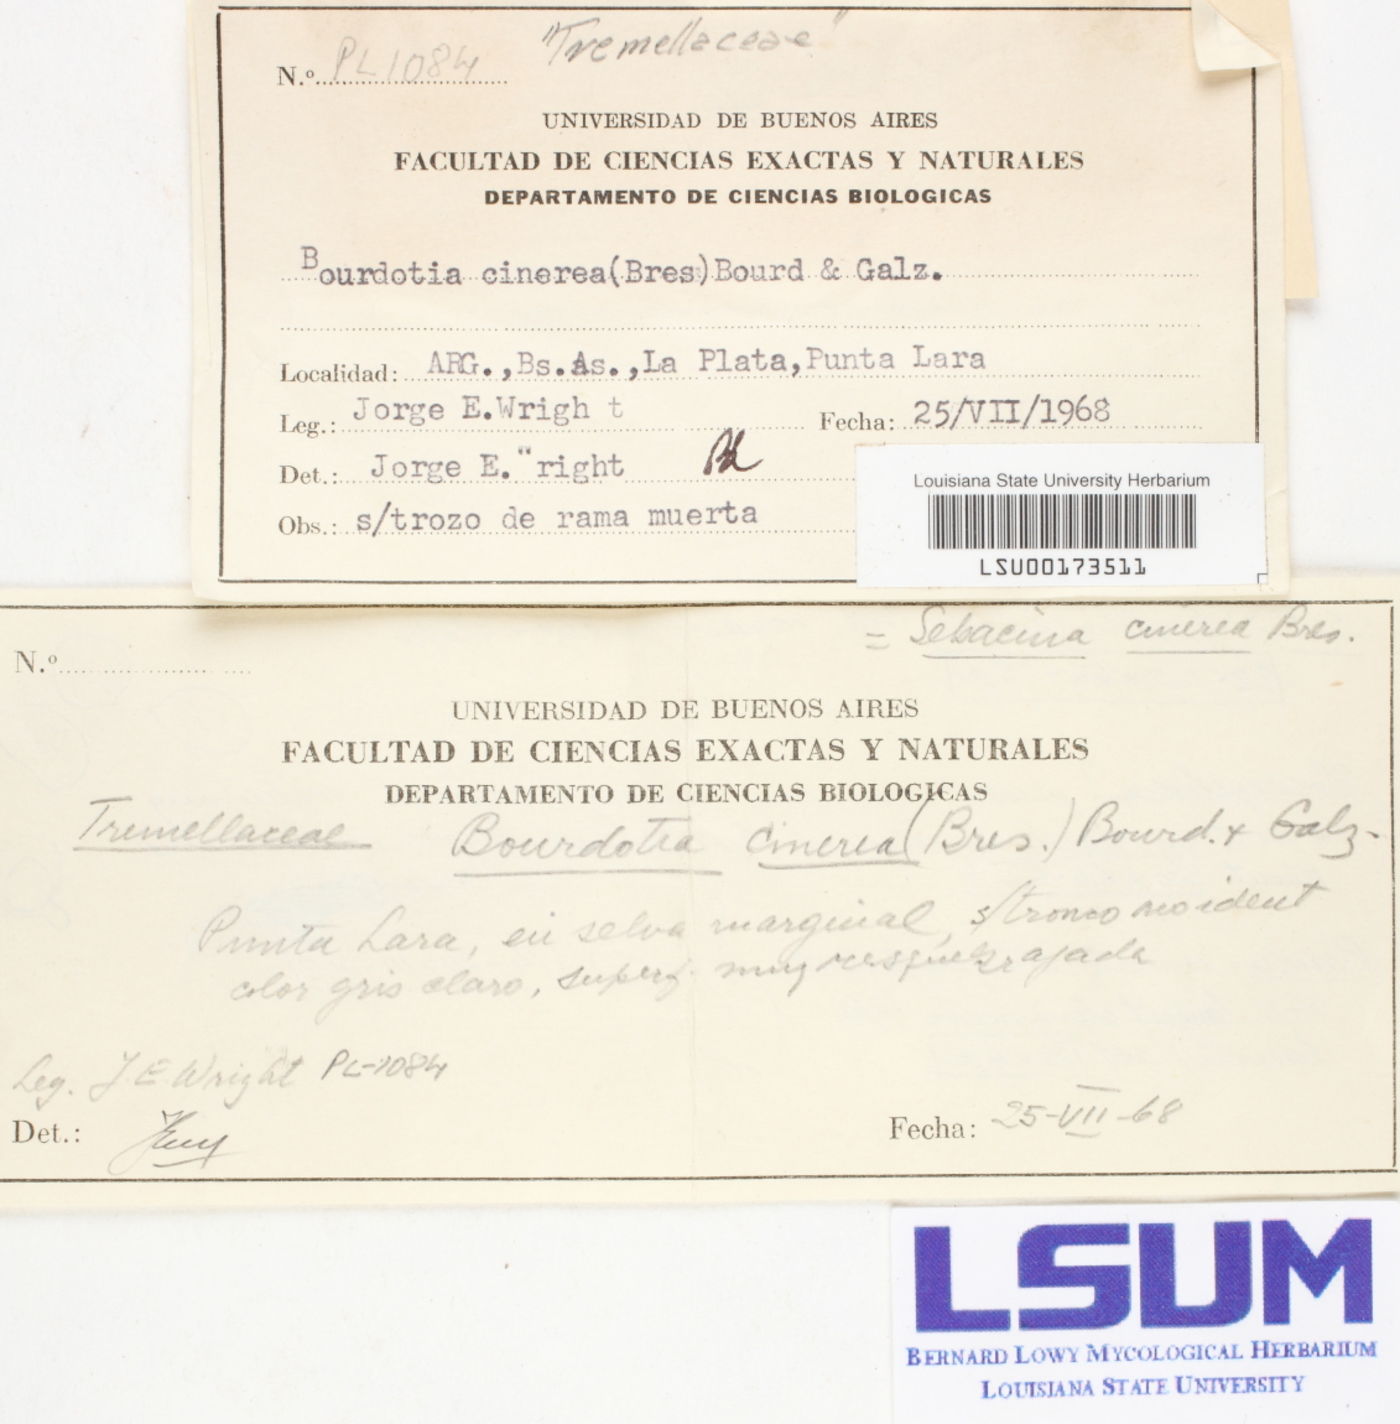 "Tremellaceae"
N.º PL1084
UNIVERSIDAD DE BUENOS AIRES
FACULTAD DE CIENCIAS EXACTAS Y NATURALES
DEPARTAMENTO DE CIENCIAS BIOLOGICAS
Bourdotia cinerea(Bres)Bourd & Galz.
Localidad: ARG.,Bs.As.,La Plata,Punta Lara
Leg.: Jorge E.Wrigh t Fecha: 25/VII/1968
Det.: Jorge E."right
Obs.: s/trozo de rama muerta
Louisiana State University Herbarium
LSU00173511
= Sebacina cinerea Bres.
N.º
UNIVERSIDAD DE BUENOS AIRES
FACULTAD DE CIENCIAS EXACTAS Y NATURALES
DEPARTAMENTO DE CIENCIAS BIOLOGICAS
Tremellaceae Bourdotia cinerea (Bres.) Bourd. & Galz.
Punta Lara, en selva marginal, s/tronco no ident
color gris claro, superf. muy resquebrajada
Leg. J E Wright PL-1084
Det.: Fecha: 25-VII-68
LSUM
BERNARD LOWY MYCOLOGICAL HERBARIUM
LOUISIANA STATE UNIVERSITY